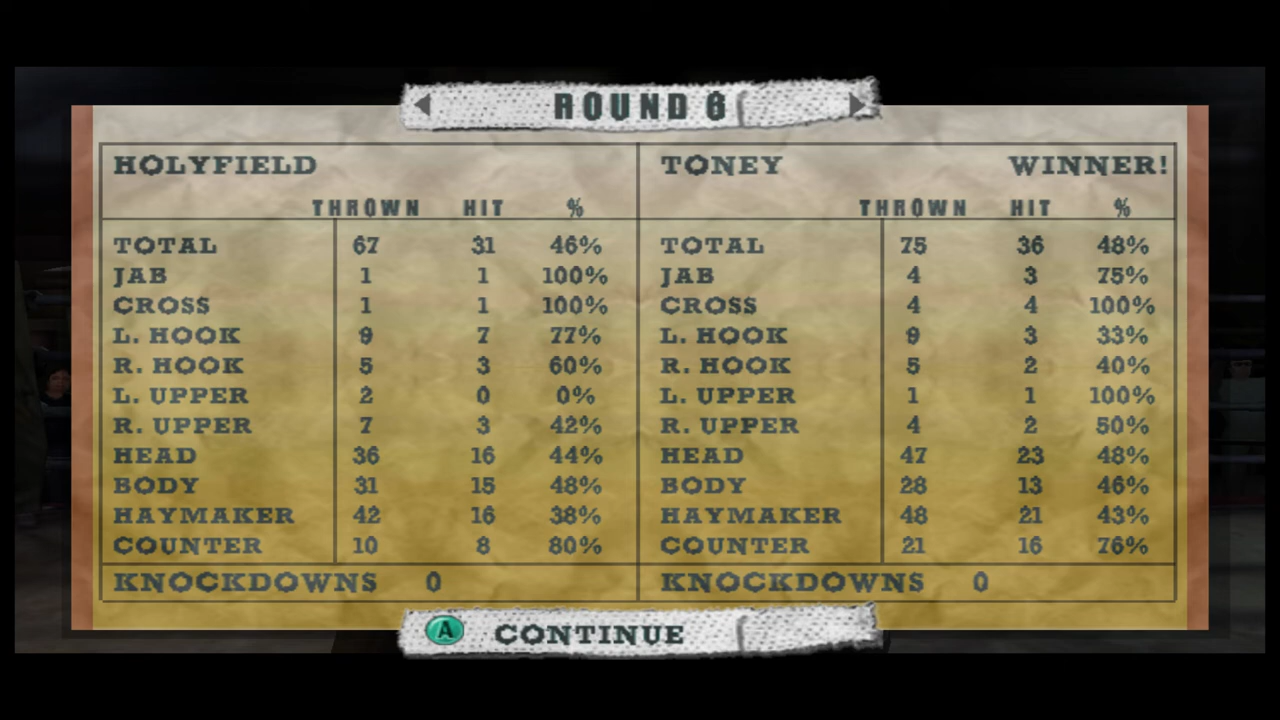 ROUND 6
HOLYFIELD TONEY WINNER!
THROWN HIT % THROWN HIT %
TOTAL 67 31 46% TOTAL 75 36 48%
JAB 1 1 100% JAB 4 3 75%
CROSS 1 1 100% CROSS 4 4 100%
L. HOOK 9 7 77% L. HOOK 9 3 33%
R. HOOK 5 3 60% R. HOOK 5 2 40%
L. UPPER 2 0 0% L. UPPER 1 1 100%
R. UPPER 7 3 42% R. UPPER 4 2 50%
HEAD 36 16 44% HEAD 47 23 48%
BODY 31 15 48% BODY 28 13 46%
HAYMAKER 42 16 38% HAYMAKER 48 21 43%
COUNTER 10 8 80% COUNTER 21 16 76%
KNOCKDOWNS 0 KNOCKDOWNS 0
A CONTINUE